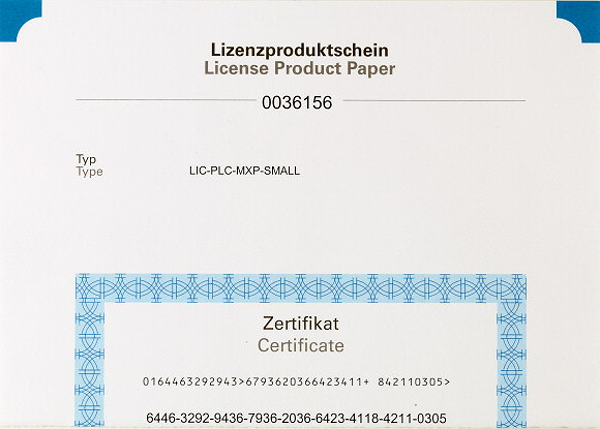 Lizenzproduktschein
License Product Paper
0036156
Typ
Type LIC-PLC-MXP-SMALL
Zertifikat
Certificate
0164463292943>6793620366423411+ 842110305>
6446-3292-9436-7936-2036-6423-4118-4211-0305